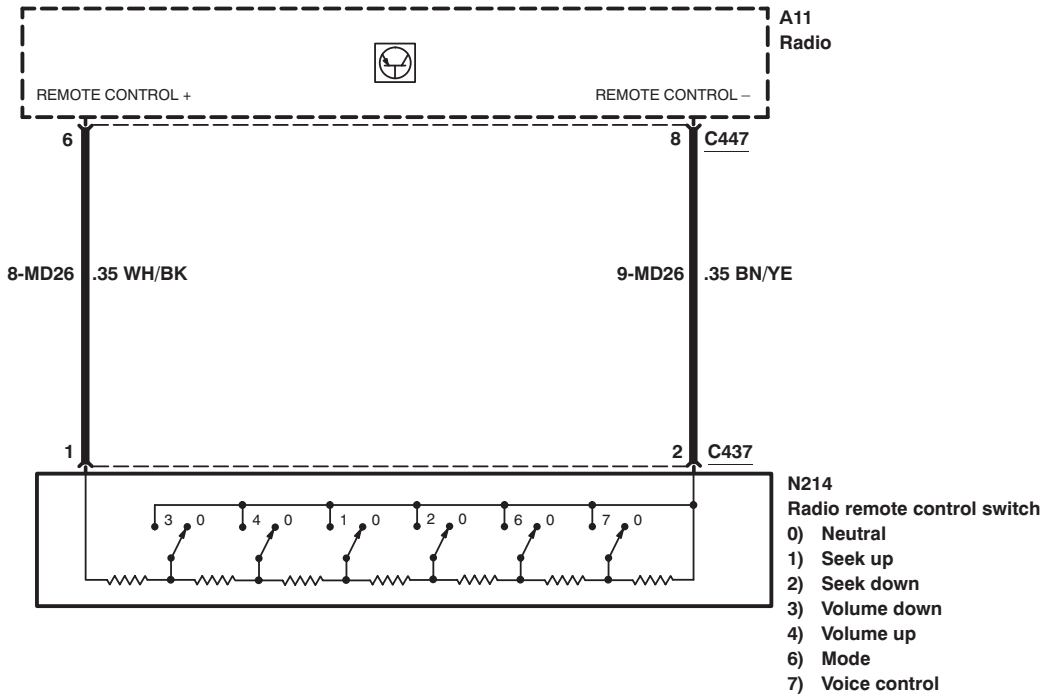 A11
Radio
REMOTE CONTROL +
REMOTE CONTROL –
6
8 C447
8-MD26 .35 WH/BK
9-MD26 .35 BN/YE
1
2 C437
N214
Radio remote control switch
3 0 4 0 1 0 2 0 6 0 7 0
0) Neutral
1) Seek up
2) Seek down
3) Volume down
4) Volume up
6) Mode
7) Voice control